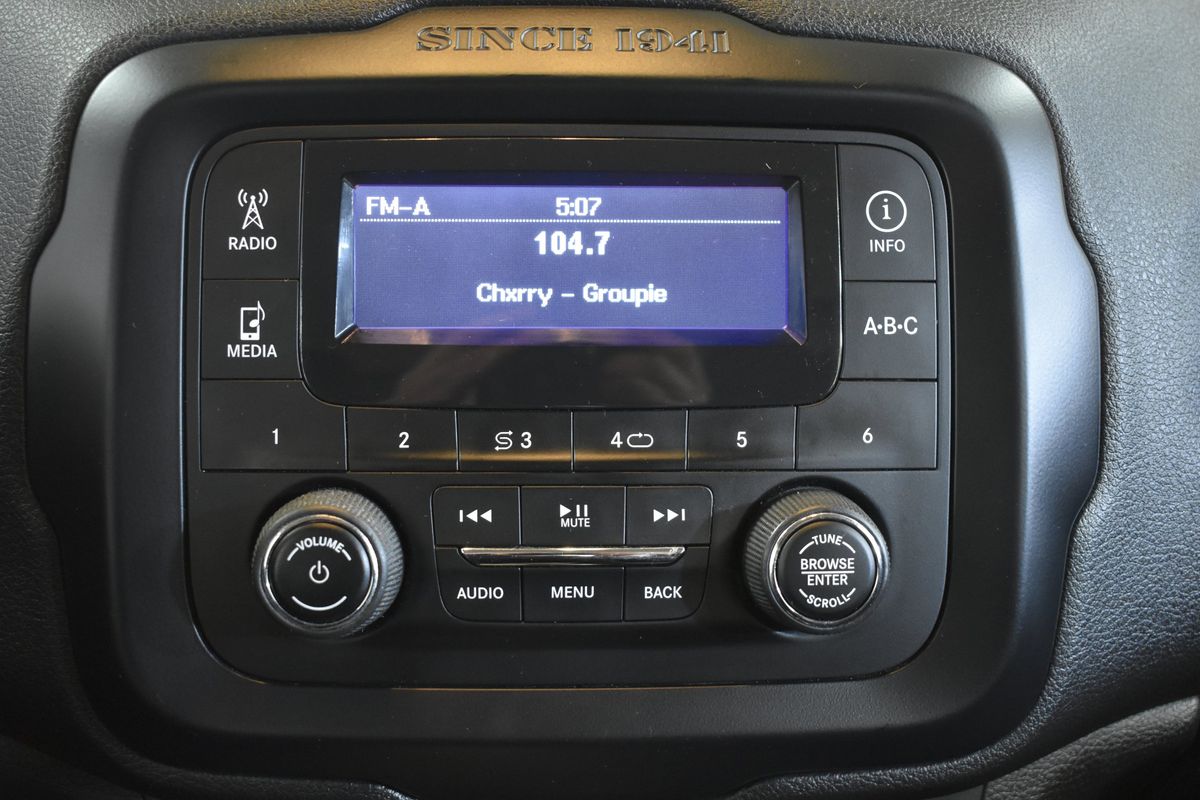 SINCE 1941
RADIO
FM-A 5:07
104.7
Chxrry - Groupie
i
INFO
MEDIA
A•B•C
1 2 3 4 5 6
VOLUME
MUTE
AUDIO MENU BACK
TUNE
BROWSE
ENTER
SCROLL